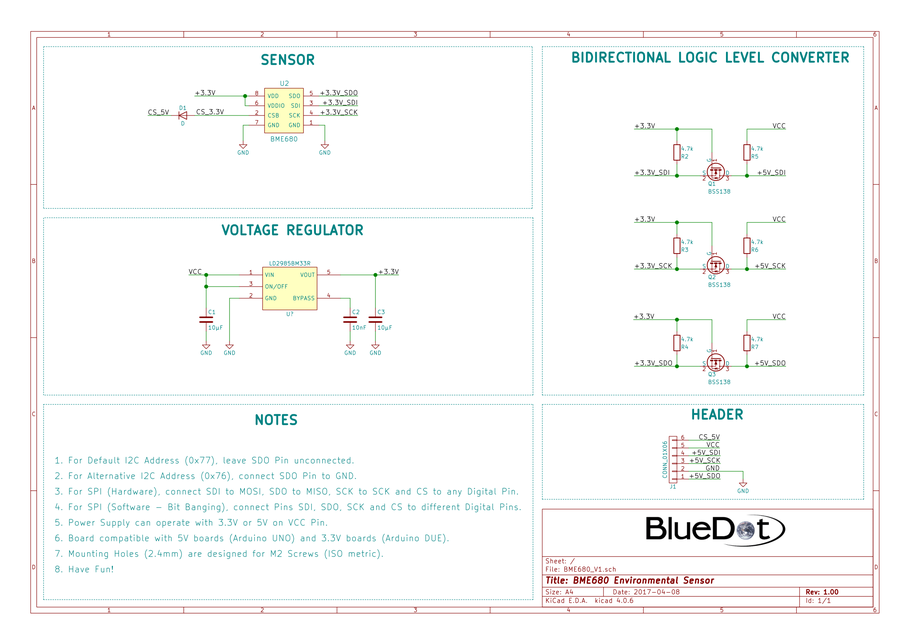 1 2 3 4 5 6
A
B
C
D
SENSOR
U2
+3.3V 8 VDD SDO 5 +3.3V_SDO
6 VDDIO SDI 3 +3.3V_SDI
CS_5V D1 CS_3.3V 2 CSB SCK 4 +3.3V_SCK
D
7 GND GND 1
BME680
GND GND
VOLTAGE REGULATOR
LD2985BM33R
VCC 1 VIN VOUT 5 +3.3V
3 ON/OFF
2 GND BYPASS 4
U?
C1
10µF
C2
10nF
C3
10µF
GND GND GND GND
NOTES
1. For Default I2C Address (0x77), leave SDO Pin unconnected.
2. For Alternative I2C Address (0x76), connect SDO Pin to GND.
3. For SPI (Hardware), connect SDI to MOSI, SDO to MISO, SCK to SCK and CS to any Digital Pin.
4. For SPI (Software – Bit Banging), connect Pins SDI, SDO, SCK and CS to different Digital Pins.
5. Power Supply can operate with 3.3V or 5V on VCC Pin.
6. Board compatible with 5V boards (Arduino UNO) and 3.3V boards (Arduino DUE).
7. Mounting Holes (2.4mm) are designed for M2 Screws (ISO metric).
8. Have Fun!
BIDIRECTIONAL LOGIC LEVEL CONVERTER
+3.3V VCC
4.7k
R2
G 1
4.7k
R5
+3.3V_SDI S 2 D 3 +5V_SDI
Q1
BSS138
+3.3V VCC
4.7k
R3
G 1
4.7k
R6
+3.3V_SCK S 2 D 3 +5V_SCK
Q2
BSS138
+3.3V VCC
4.7k
R4
G 1
4.7k
R7
+3.3V_SDO S 2 D 3 +5V_SDO
Q3
BSS138
HEADER
CONN_01X06
6 CS_5V
5 VCC
4 +5V_SDI
3 +5V_SCK
2 GND
1 +5V_SDO
J1
GND
BlueDot
Sheet: /
File: BME680_V1.sch
Title: BME680 Environmental Sensor
Size: A4 Date: 2017-04-08 Rev: 1.00
KiCad E.D.A. kicad 4.0.6 Id: 1/1
A
B
C
D
1 2 3 4 5 6